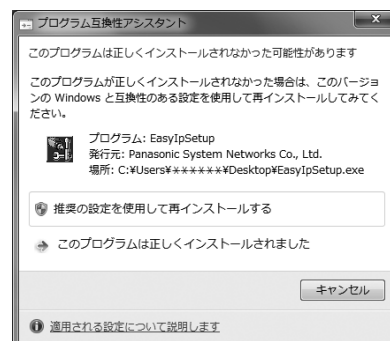 プログラム互換性アシスタント
このプログラムは正しくインストールされなかった可能性があります
このプログラムが正しくインストールされなかった場合は、このバージョ
ンの Windows と互換性のある設定を使用して再インストールしてみてく
ださい。
プログラム: EasyIpSetup
発行元: Panasonic System Networks Co., Ltd.
場所: C:¥Users¥******¥Desktop¥EasyIpSetup.exe
推奨の設定を使用して再インストールする
このプログラムは正しくインストールされました
キャンセル
適用される設定について説明します